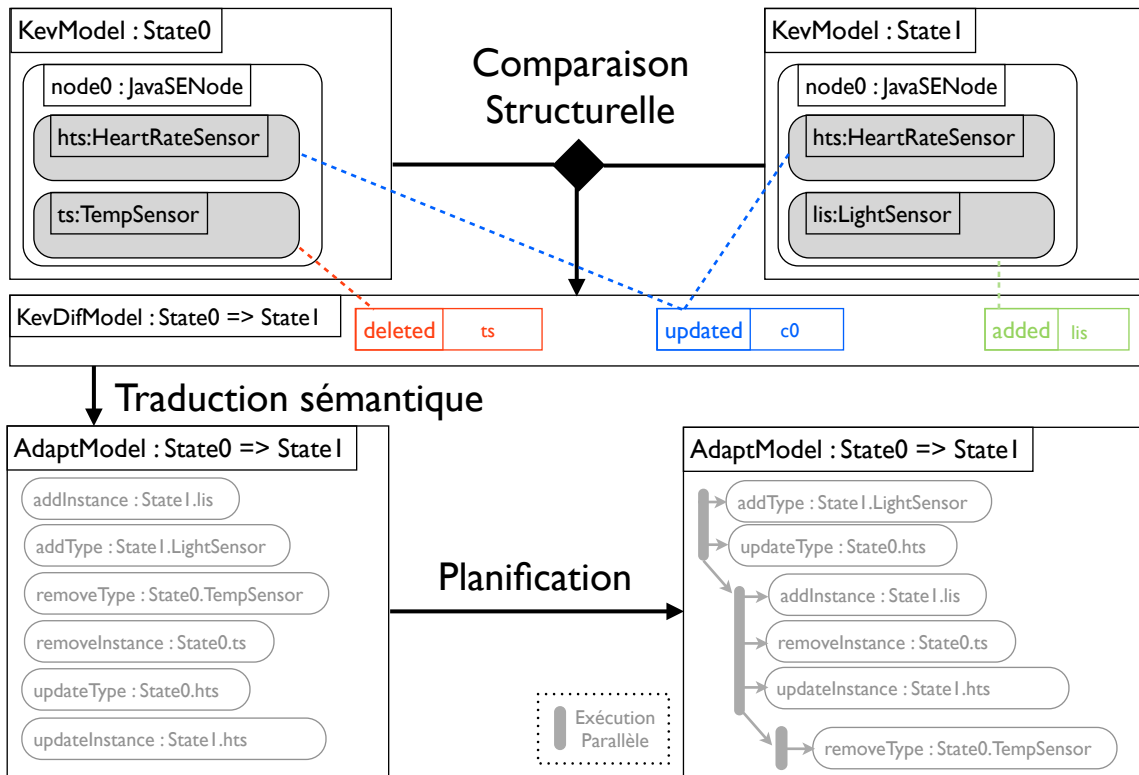 KevModel : State0
node0 : JavaSENode
hts:HeartRateSensor
ts:TempSensor
Comparaison
Structurelle
KevModel : State1
node0 : JavaSENode
hts:HeartRateSensor
lis:LightSensor
KevDifModel : State0 => State1
deleted ts
updated c0
added lis
Traduction sémantique
AdaptModel : State0 => State1
addInstance : State1.lis
addType : State1.LightSensor
removeType : State0.TempSensor
removeInstance : State0.ts
updateType : State0.hts
updateInstance : State1.hts
Planification
Exécution
Parallèle
AdaptModel : State0 => State1
addType : State1.LightSensor
updateType : State0.hts
addInstance : State1.lis
removeInstance : State0.ts
updateInstance : State1.hts
removeType : State0.TempSensor